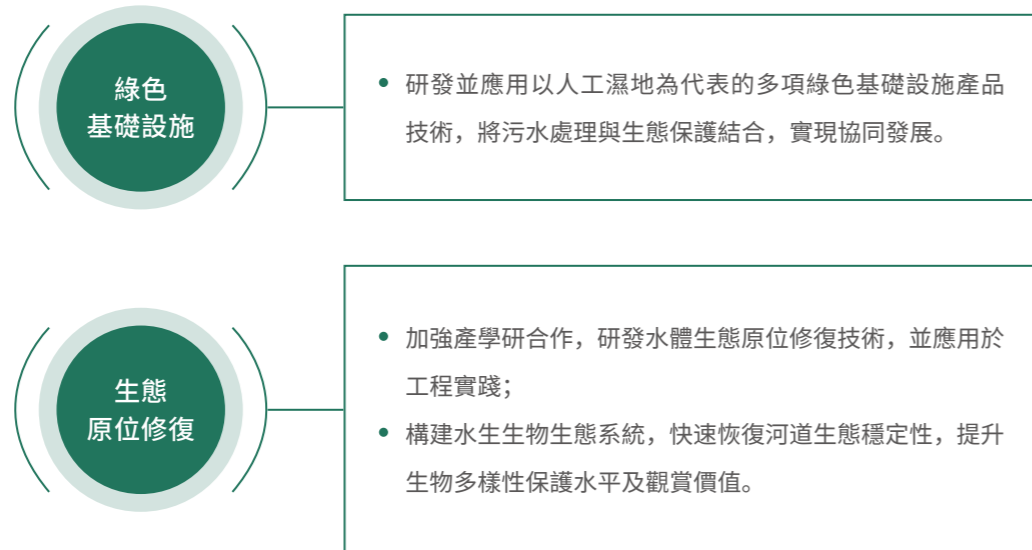 綠色
基礎設施
• 研發並應用以人工濕地為代表的多項綠色基礎設施產品
技術，將污水處理與生態保護結合，實現協同發展。
生態
原位修復
• 加強產學研合作，研發水體生態原位修復技術，並應用於
工程實踐；
• 構建水生生物生態系統，快速恢復河道生態穩定性，提升
生物多樣性保護水平及觀賞價值。